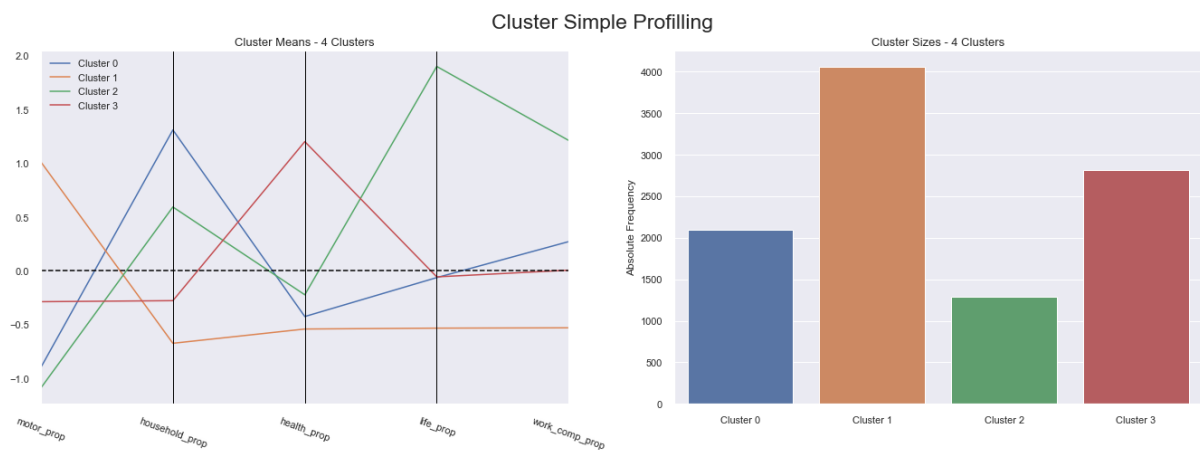 Cluster Simple Profilling
Cluster Means - 4 Clusters
2.0
1.5
1.0
0.5
0.0
−0.5
−1.0
Cluster 0
Cluster 1
Cluster 2
Cluster 3
motor_prop
household_prop
health_prop
life_prop
work_comp_prop
Cluster Sizes - 4 Clusters
Absolute Frequency
4000
3500
3000
2500
2000
1500
1000
500
0
Cluster 0
Cluster 1
Cluster 2
Cluster 3